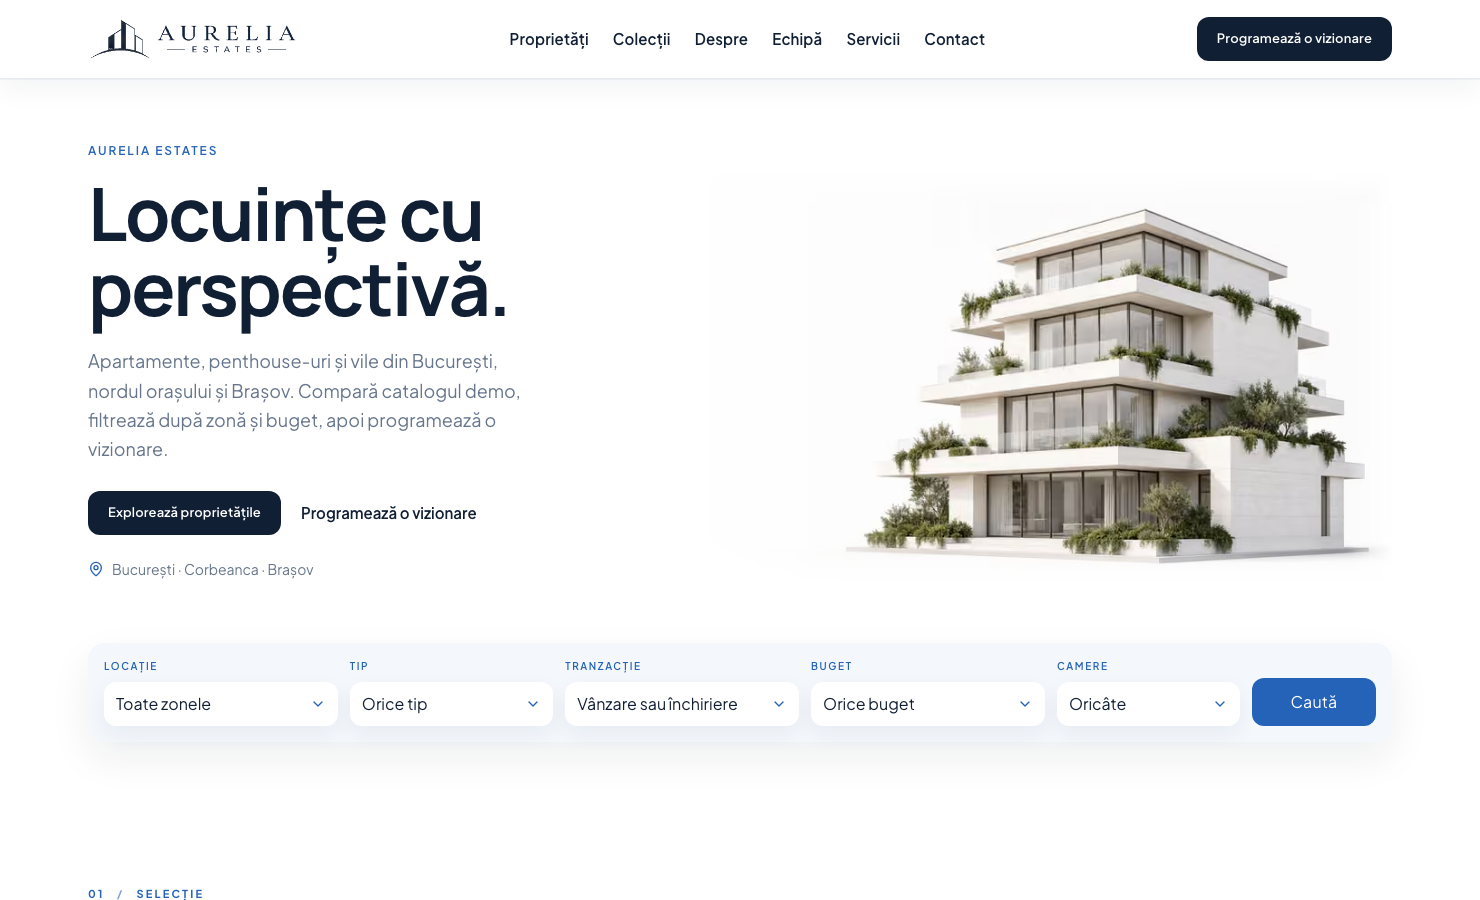 AURELIA
ESTATES
Proprietăți
Colecții
Despre
Echipă
Servicii
Contact
Programează o vizionare
AURELIA ESTATES
Locuințe cu
perspectivă.
Apartamente, penthouse-uri și vile din București,
nordul orașului și Brașov. Compară catalogul demo,
filtrează după zonă și buget, apoi programează o
vizionare.
Explorează proprietățile
Programează o vizionare
București · Corbeanca · Brașov
LOCAȚIE
Toate zonele
TIP
Orice tip
TRANZACȚIE
Vânzare sau închiriere
BUGET
Orice buget
CAMERE
Oricâte
Caută
01 / SELECȚIE